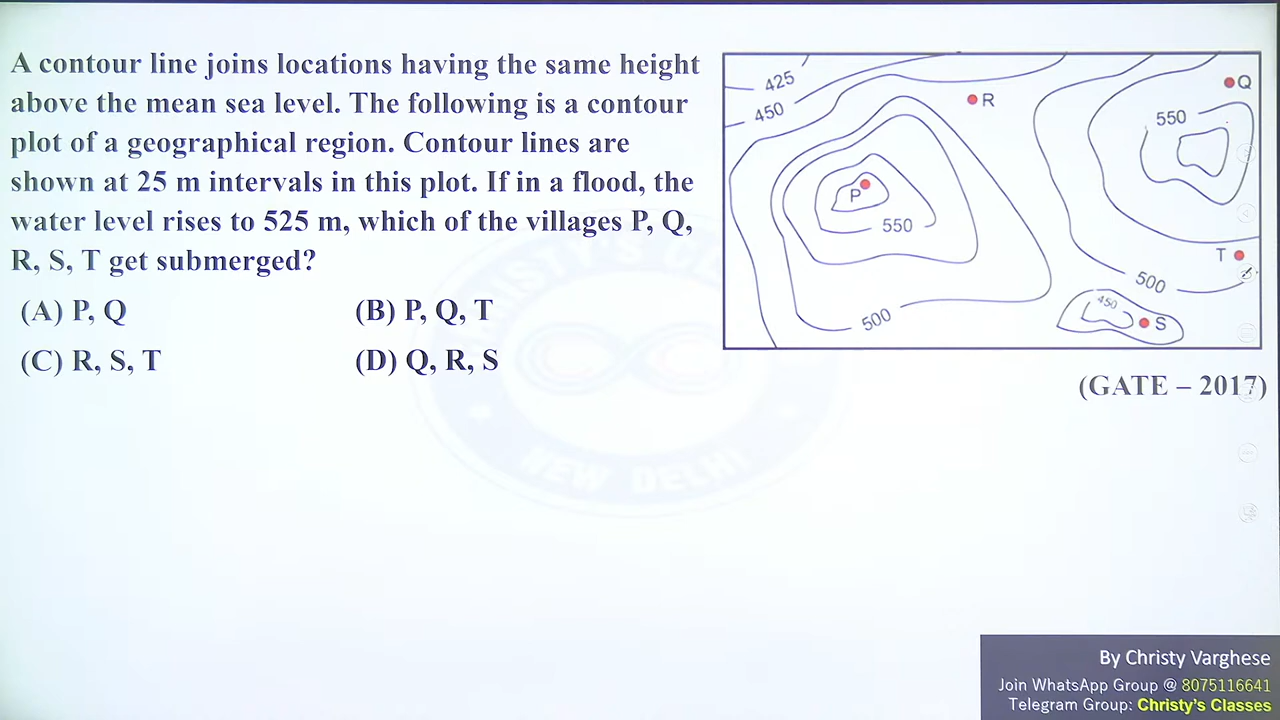 A contour line joins locations having the same height
above the mean sea level. The following is a contour
plot of a geographical region. Contour lines are
shown at 25 m intervals in this plot. If in a flood, the
water level rises to 525 m, which of the villages P, Q,
R, S, T get submerged?
(A) P, Q (B) P, Q, T
(C) R, S, T (D) Q, R, S
425
450
R
Q
550
P
550
T
500
450
S
500
(GATE – 2017)
NEW DELHI
By Christy Varghese
Join WhatsApp Group @ 8075116641
Telegram Group: Christy's Classes